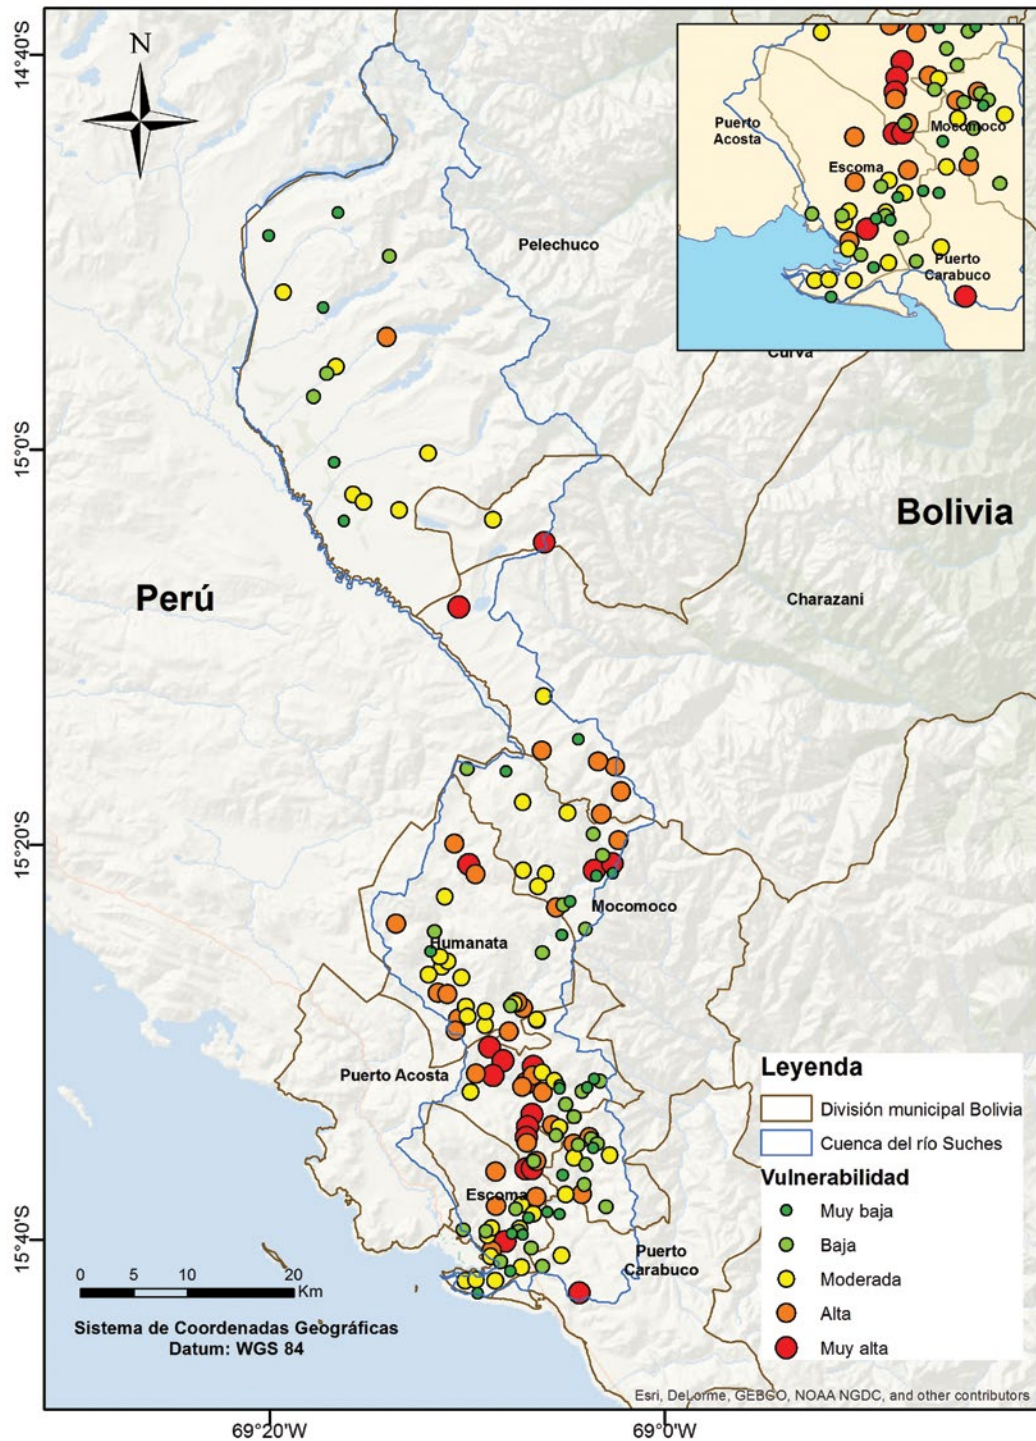 14°40'S
N
Puerto
Acosta
Mocomoco
Escoma
Puerto
Carabuco
Pelechuco
Curva
15°0'S
Bolivia
Perú
Charazani
15°20'S
Mocomoco
Humanata
Puerto Acosta
Leyenda
División municipal Bolivia
Cuenca del río Suches
Vulnerabilidad
Muy baja
Baja
Moderada
Alta
Muy alta
Escoma
15°40'S
Puerto
Carabuco
0 5 10 20
Km
Sistema de Coordenadas Geográficas
Datum: WGS 84
Esri, DeLorme, GEBCO, NOAA NGDC, and other contributors
69°20'W 69°0'W